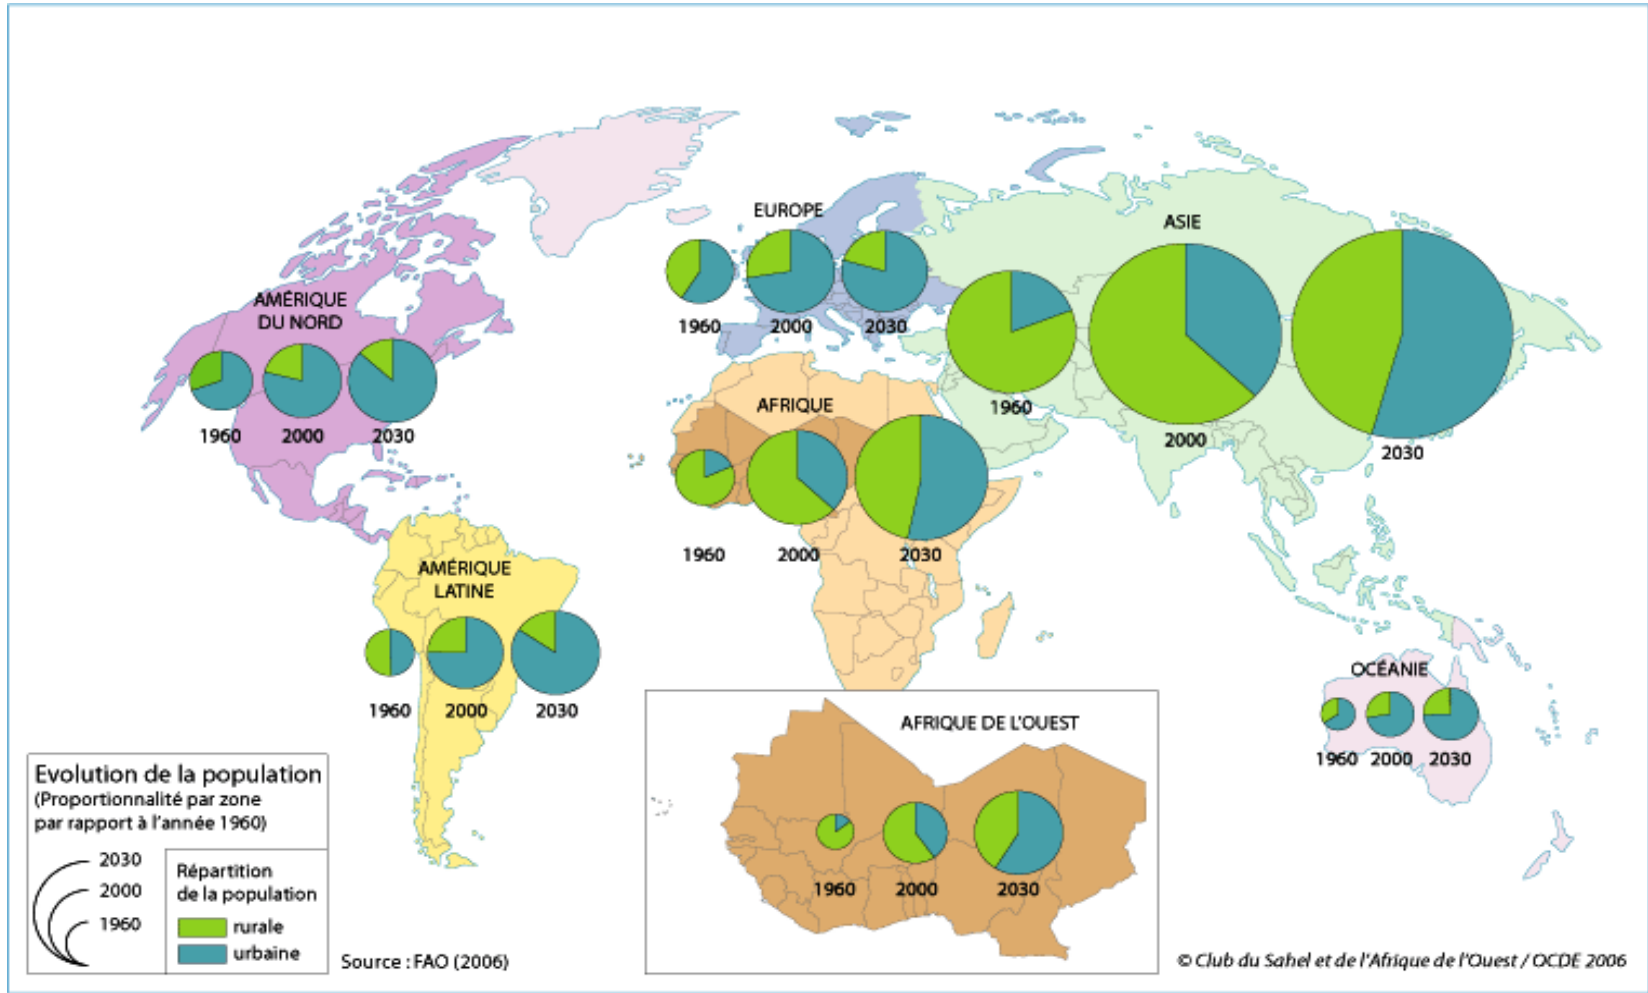 EUROPE
1960
2000
2030
ASIE
1960
2000
2030
AMÉRIQUE
DU NORD
1960
2000
2030
AFRIQUE
1960
2000
2030
AMÉRIQUE
LATINE
1960
2000
2030
OCÉANIE
1960
2000
2030
AFRIQUE DE L'OUEST
1960
2000
2030
Evolution de la population
(Proportionnalité par zone
par rapport à l'année 1960)
2030
2000
1960
Répartition
de la population
rurale
urbaine
Source : FAO (2006)
© Club du Sahel et de l'Afrique de l'Ouest / OCDE 2006